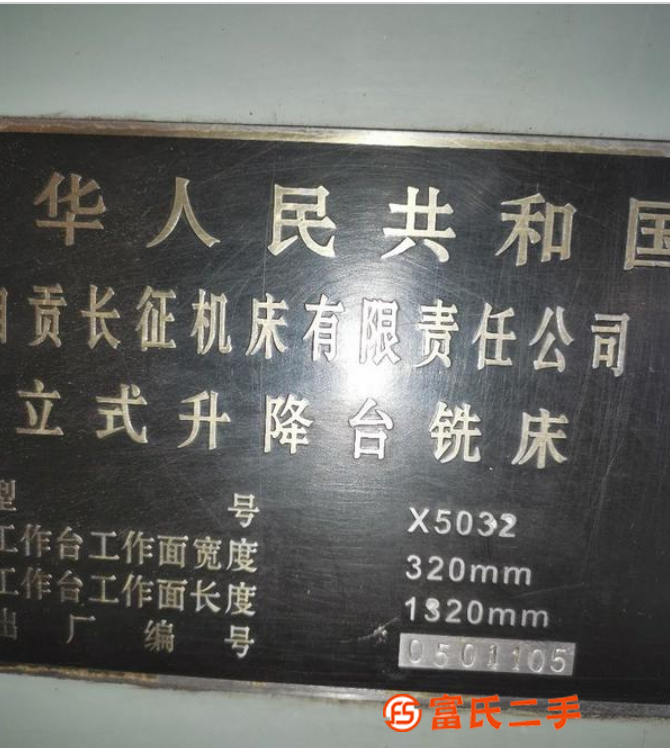 华人民共和国
自贡长征机床有限责任公司
立式升降台铣床
型号 X5032
工作台工作面宽度 320mm
工作台工作面长度 1320mm
出厂编号 0501105
富氏二手